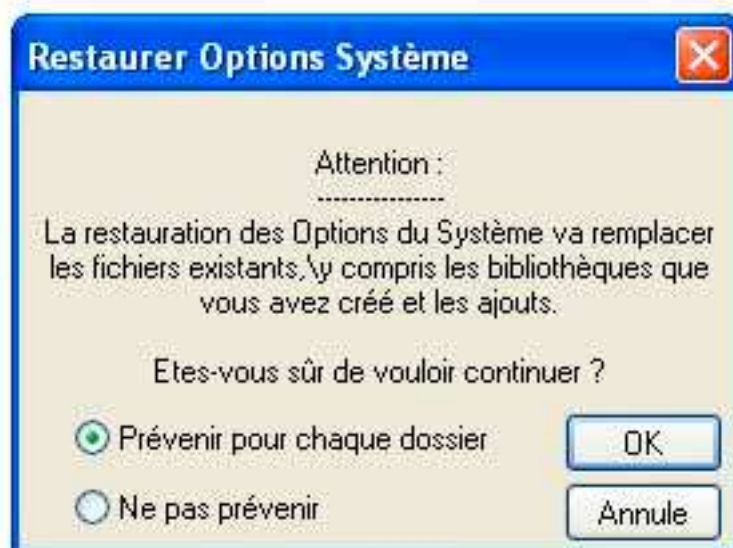 Restaurer Options Système
Attention :
----------------
La restauration des Options du Système va remplacer
les fichiers existants,\y compris les bibliothèques que
vous avez créé et les ajouts.
Etes-vous sûr de vouloir continuer ?
Prévenir pour chaque dossier
OK
Ne pas prévenir
Annule